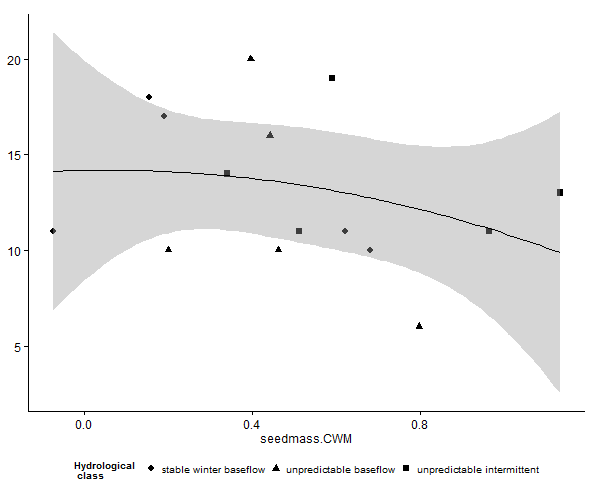 20
15
10
5
0.0 0.4 0.8
seedmass.CWM
Hydrological
class
stable winter baseflow unpredictable baseflow unpredictable intermittent